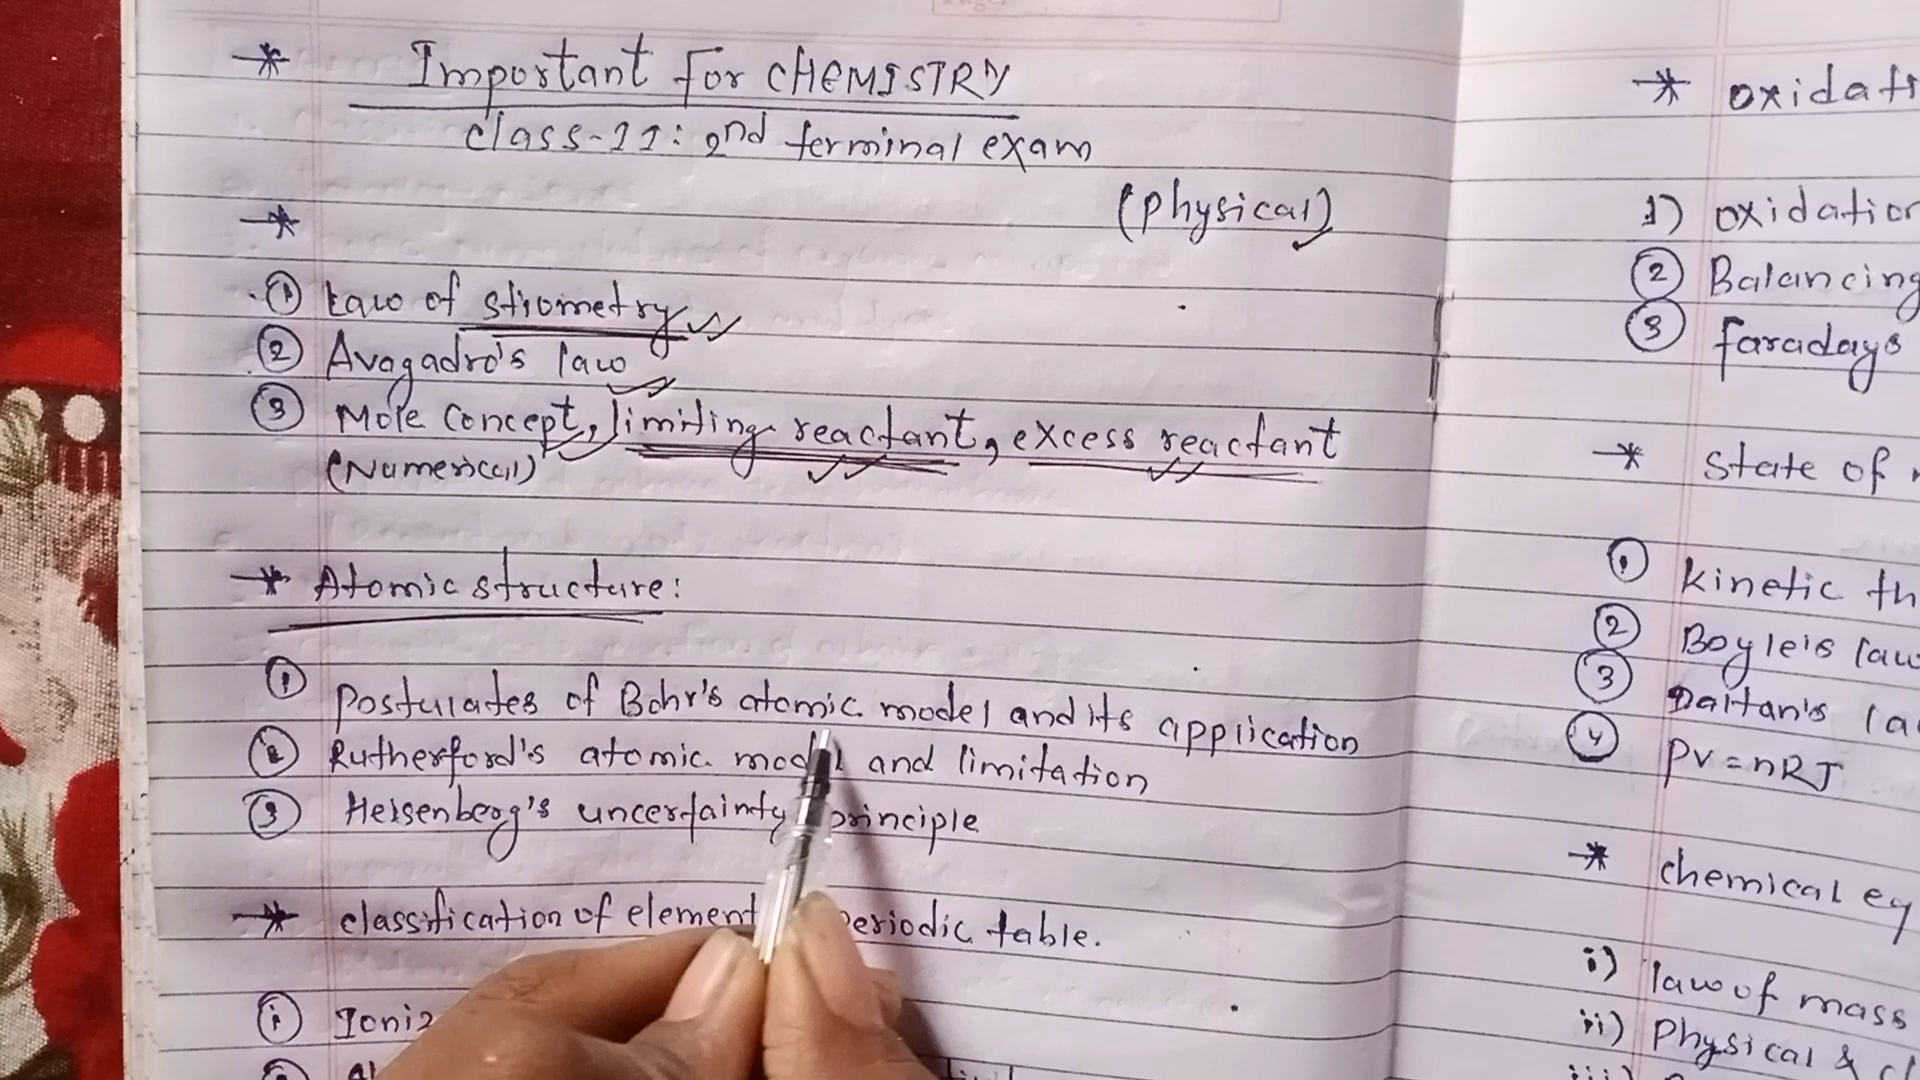 Important for CHEMISTRY
class-11: 2nd terminal exam
(physical)
① Law of stiometry
② Avagadro's law
③ Mole concept, limiting reactant, excess reactant
(Numerical)
Atomic structure:
① Postulates of Bohr's atomic model and its application
② Rutherford's atomic model and limitation
③ Heisenberg's uncertainty principle
classification of element periodic table.
① Ioniz
oxidati
1) oxidation
② Balancing
③ faradays
State of
① kinetic th
② Boyle's law
③ Daltan's la
④ PV=nRT
chemical eq
i) law of mass
ii) Physical &